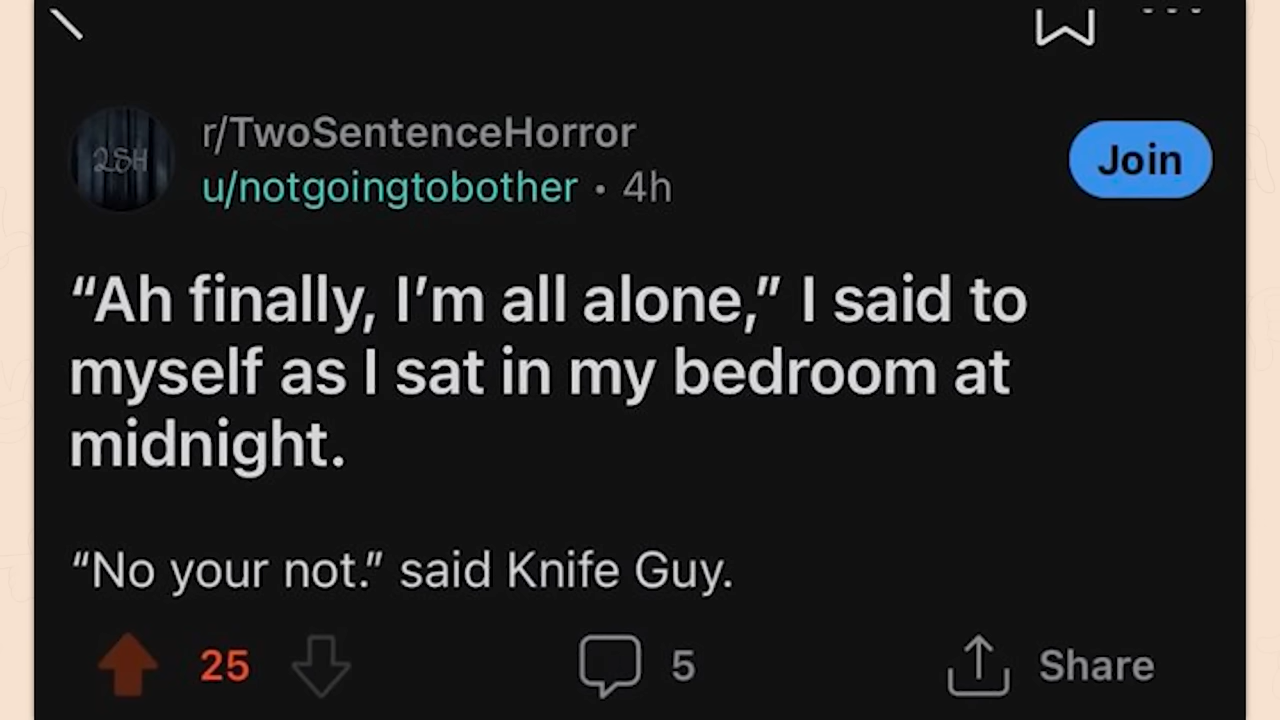 2SH
r/TwoSentenceHorror
u/notgoingtobother • 4h
Join
“Ah finally, I’m all alone,” I said to
myself as I sat in my bedroom at
midnight.
“No your not.” said Knife Guy.
25
5
Share